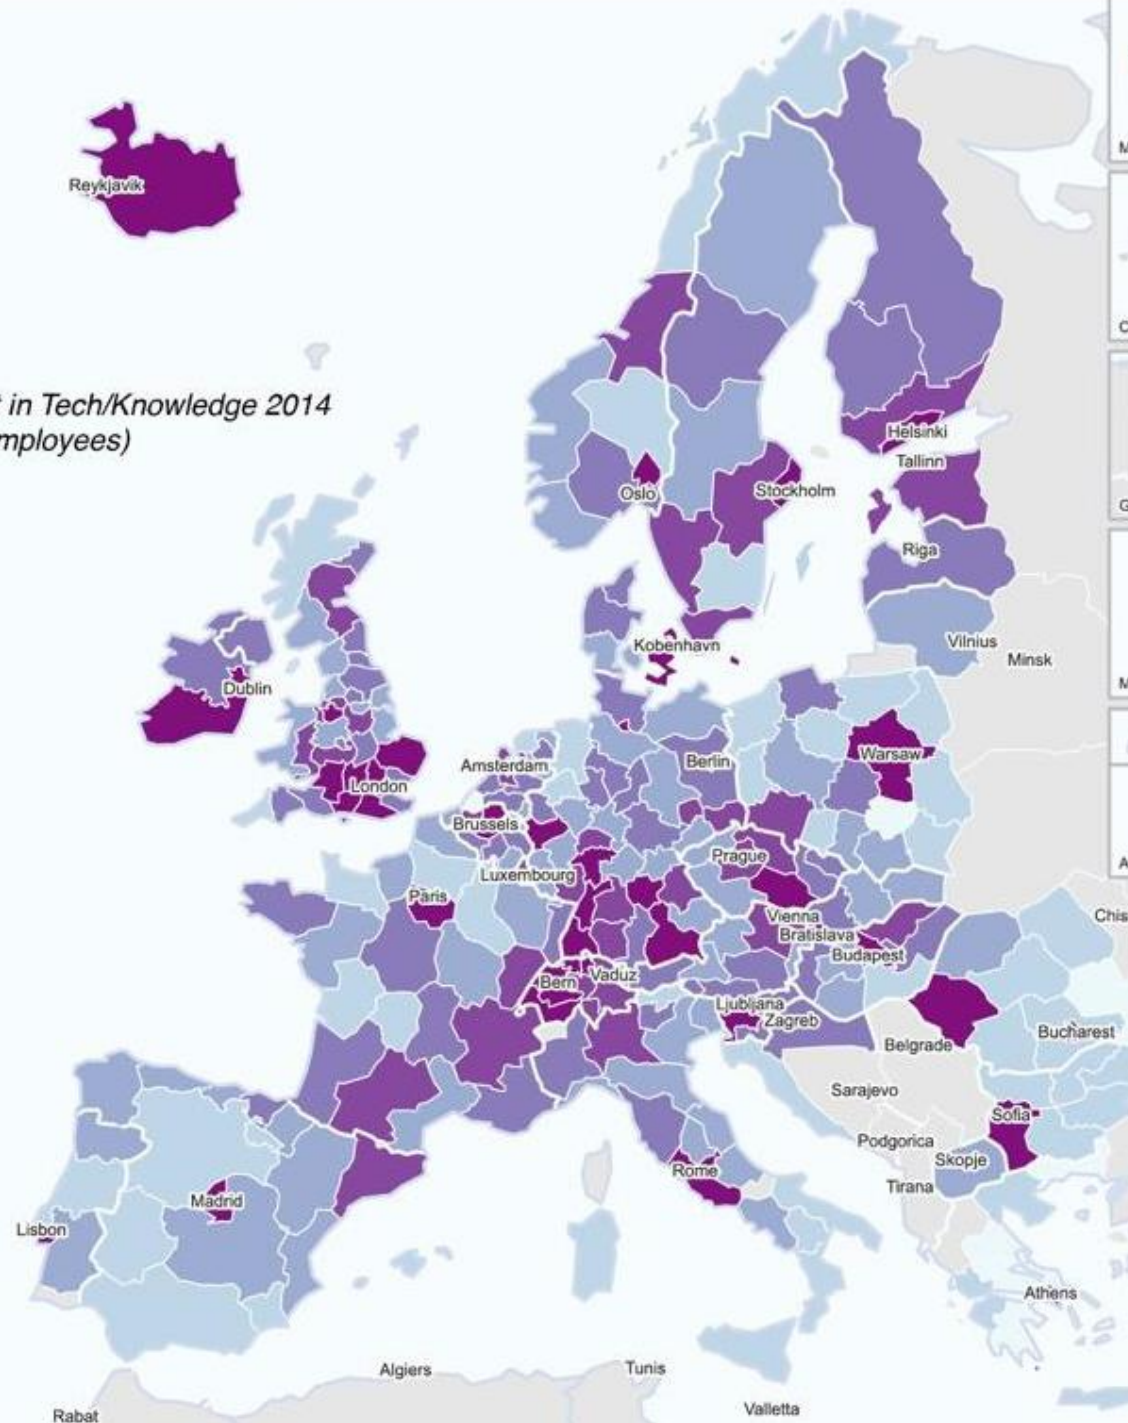 Reykjavik
t in Tech/Knowledge 2014
mployees)
Helsinki
Tallinn
Oslo
Stockholm
Riga
Kobenhavn
Vilnius
Minsk
Dublin
Amsterdam
Berlin
Warsaw
London
Brussels
Prague
Luxembourg
Paris
Vienna
Bratislava
Budapest
Chis
Bern
Vaduz
Ljubljana
Zagreb
Belgrade
Bucharest
Sarajevo
Sofia
Podgorica
Skopje
Rome
Tirana
Madrid
Lisbon
Athens
Algiers
Tunis
Valletta
Rabat
M
C
G
M
A